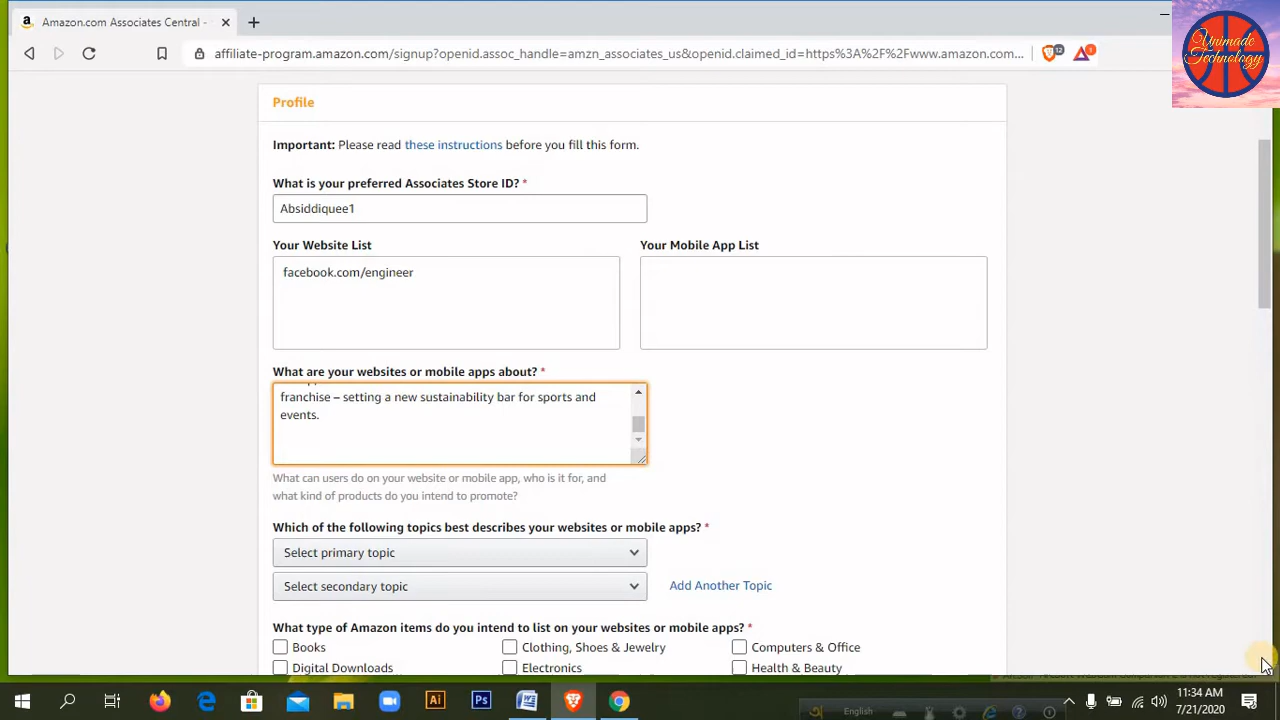 Amazon.com Associates Central -
affiliate-program.amazon.com/signup?openid.assoc_handle=amzn_associates_us&openid.claimed_id=https%3A%2F%2Fwww.amazon.com...
12
Unimade
Technology
Profile
Important: Please read these instructions before you fill this form.
What is your preferred Associates Store ID? *
Absiddiquee1
Your Website List
Your Mobile App List
facebook.com/engineer
What are your websites or mobile apps about? *
franchise – setting a new sustainability bar for sports and
events.
What can users do on your website or mobile app, who is it for, and
what kind of products do you intend to promote?
Which of the following topics best describes your websites or mobile apps? *
Select primary topic
Select secondary topic
Add Another Topic
What type of Amazon items do you intend to list on your websites or mobile apps? *
Books
Clothing, Shoes & Jewelry
Computers & Office
Digital Downloads
Electronics
Health & Beauty
11:34 AM
English
7/21/2020